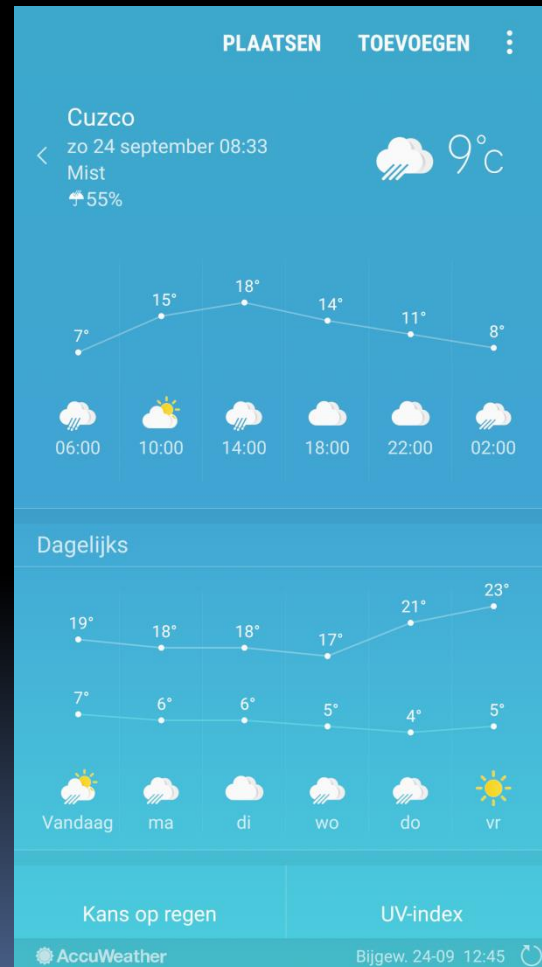 PLAATSEN TOEVOEGEN
Cuzco
zo 24 september 08:33
Mist
55%
9°c
7° 15° 18° 14° 11° 8°
06:00 10:00 14:00 18:00 22:00 02:00
Dagelijks
19° 18° 18° 17° 21° 23°
7° 6° 6° 5° 4° 5°
Vandaag ma di wo do vr
Kans op regen UV-index
AccuWeather Bijgew. 24-09 12:45